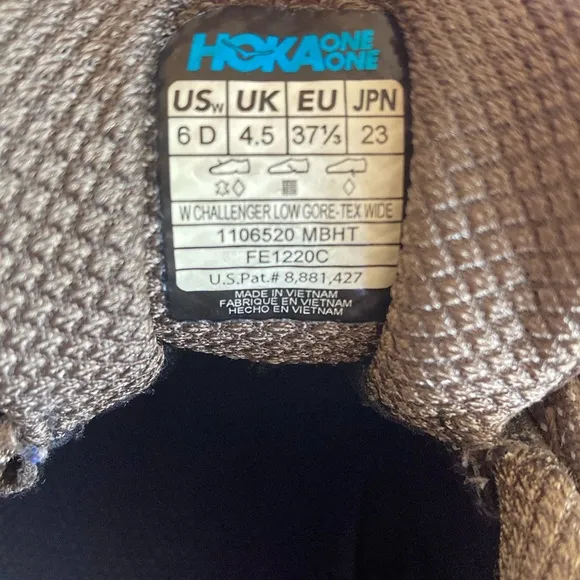 HOKA ONE ONE
USw UK EU JPN
6 D 4.5 37⅓ 23
W CHALLENGER LOW GORE-TEX WIDE
1106520 MBHT
FE1220C
U.S.Pat.# 8,881,427
MADE IN VIETNAM
FABRIQUE EN VIETNAM
HECHO EN VIETNAM